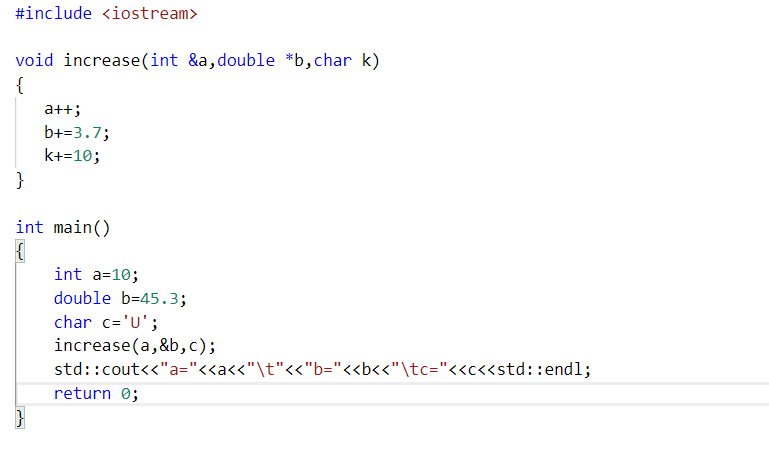 #include <iostream>
void increase(int &a,double *b,char k)
{
a++;
b+=3.7;
k+=10;
}
int main()
{
int a=10;
double b=45.3;
char c='U';
increase(a,&b,c);
std::cout<<"a="<<a<<"\t"<<"b="<<b<<"\tc="<<c<<std::endl;
return 0;
}